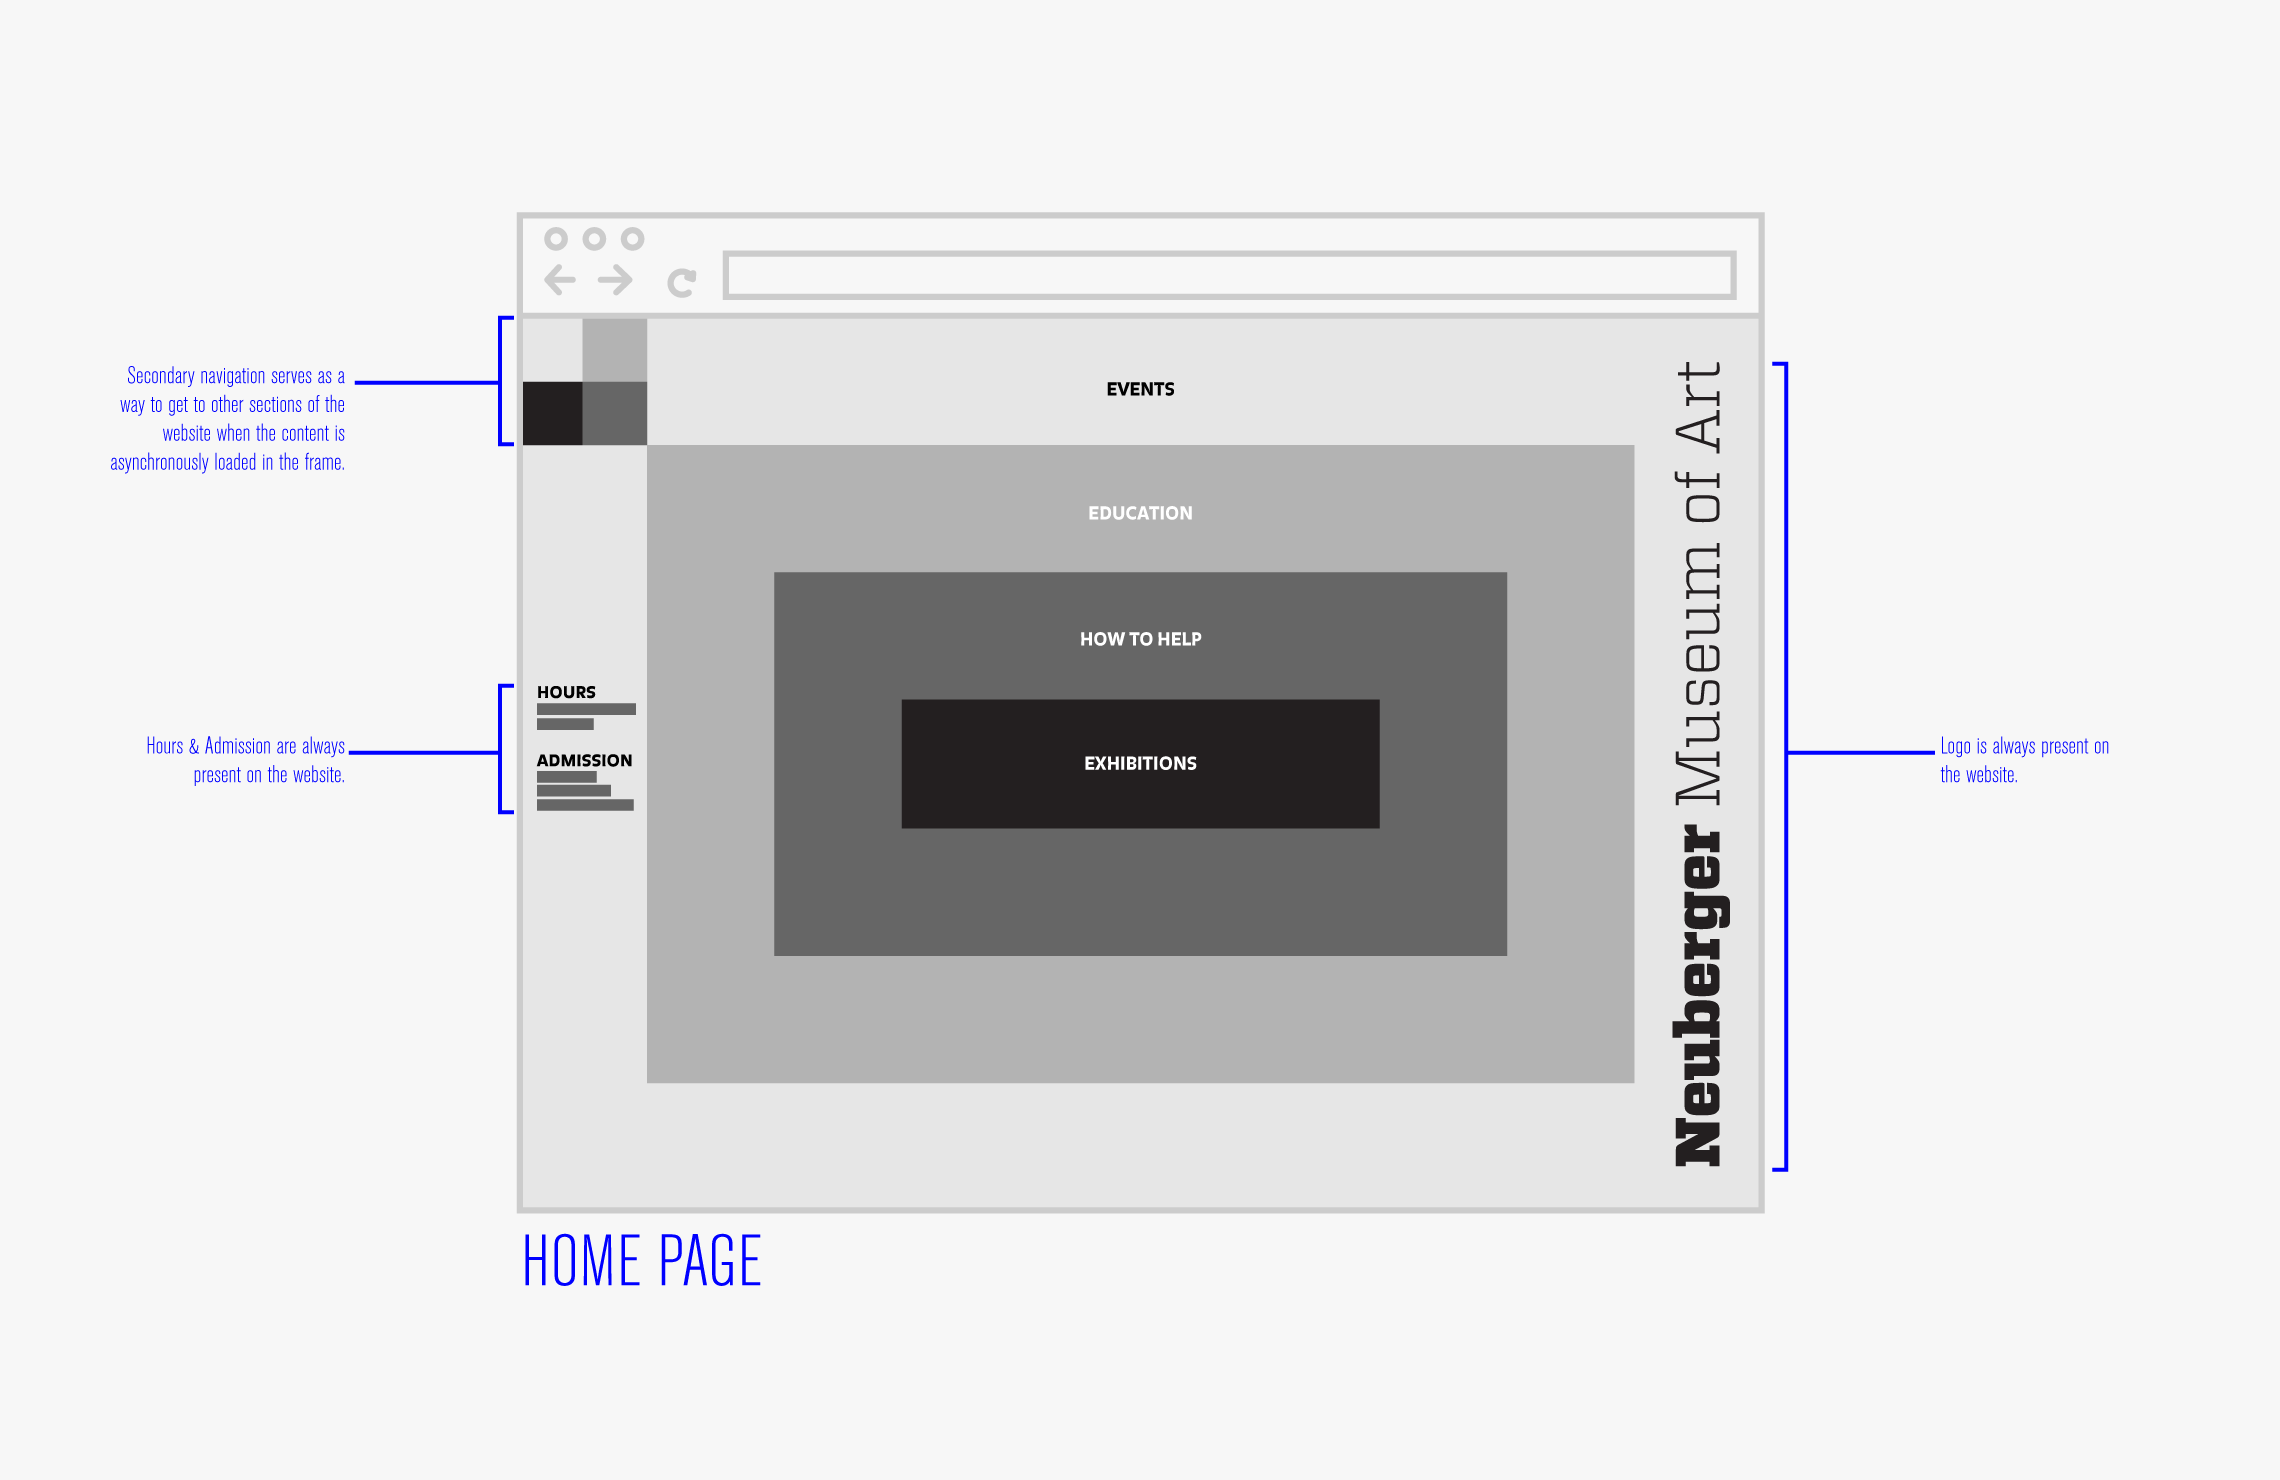 Secondary navigation serves as a
way to get to other sections of the
website when the content is
asynchronously loaded in the frame.
Hours & Admission are always
present on the website.
EVENTS
EDUCATION
HOW TO HELP
EXHIBITIONS
HOURS
ADMISSION
Neuberger Museum of Art
Logo is always present on
the website.
HOME PAGE